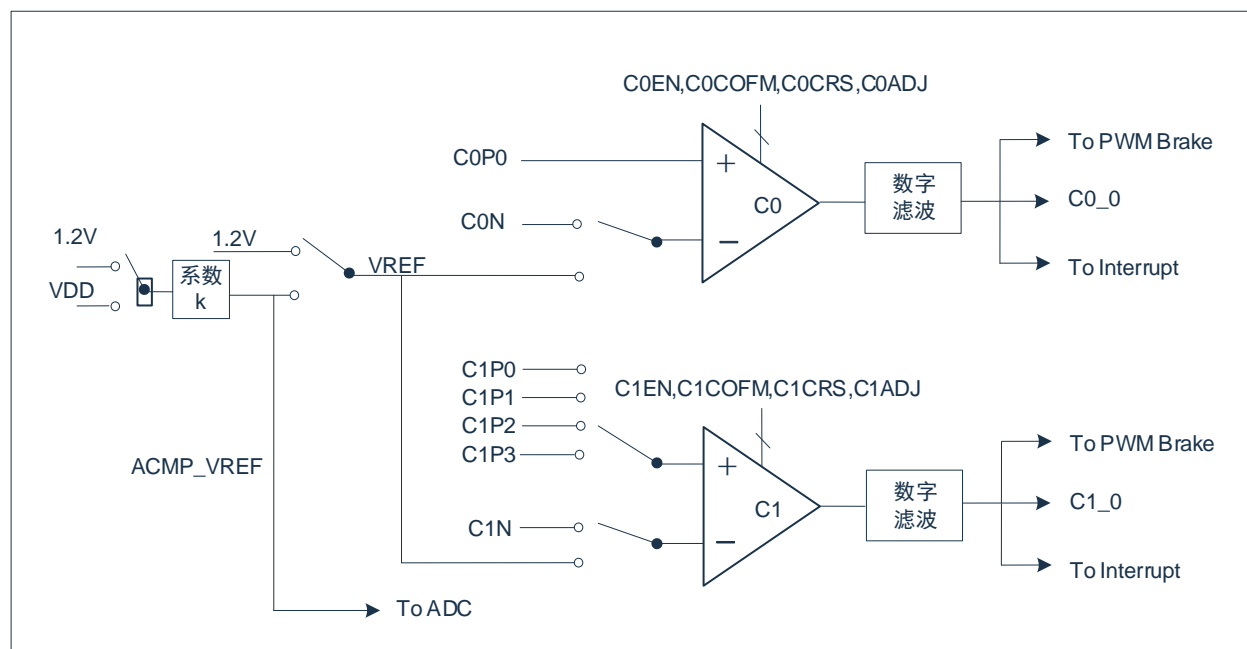 C0EN,C0COFM,C0CRS,C0ADJ
C0P0
+
C0
−
C0N
数字
滤波
To PWM Brake
C0_0
To Interrupt
1.2V
VDD
系数
k
1.2V
VREF
C1P0
C1P1
C1P2
C1P3
C1EN,C1COFM,C1CRS,C1ADJ
+
C1
−
C1N
数字
滤波
To PWM Brake
C1_0
To Interrupt
ACMP_VREF
To ADC